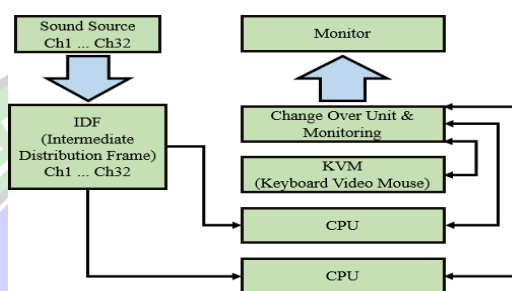 Sound Source
Ch1 ... Ch32
IDF
(Intermediate
Distribution Frame)
Ch1 ... Ch32
Monitor
Change Over Unit &
Monitoring
KVM
(Keyboard Video Mouse)
CPU
CPU